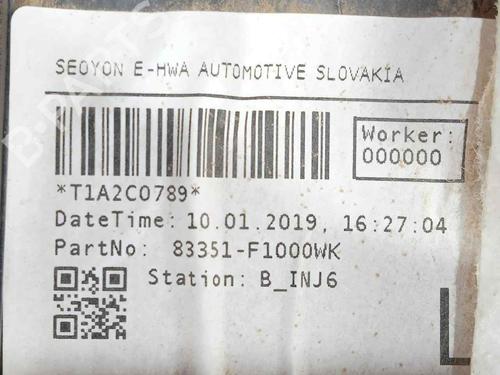 SEOYON E-HWA AUTOMOTIVE SLOVAKIA
Worker:
000000
*T1A2C0789*
DateTime: 10.01.2019, 16:27:04
PartNo: 83351-F1000WK
Station: B_INJ6
L
B-PARTS